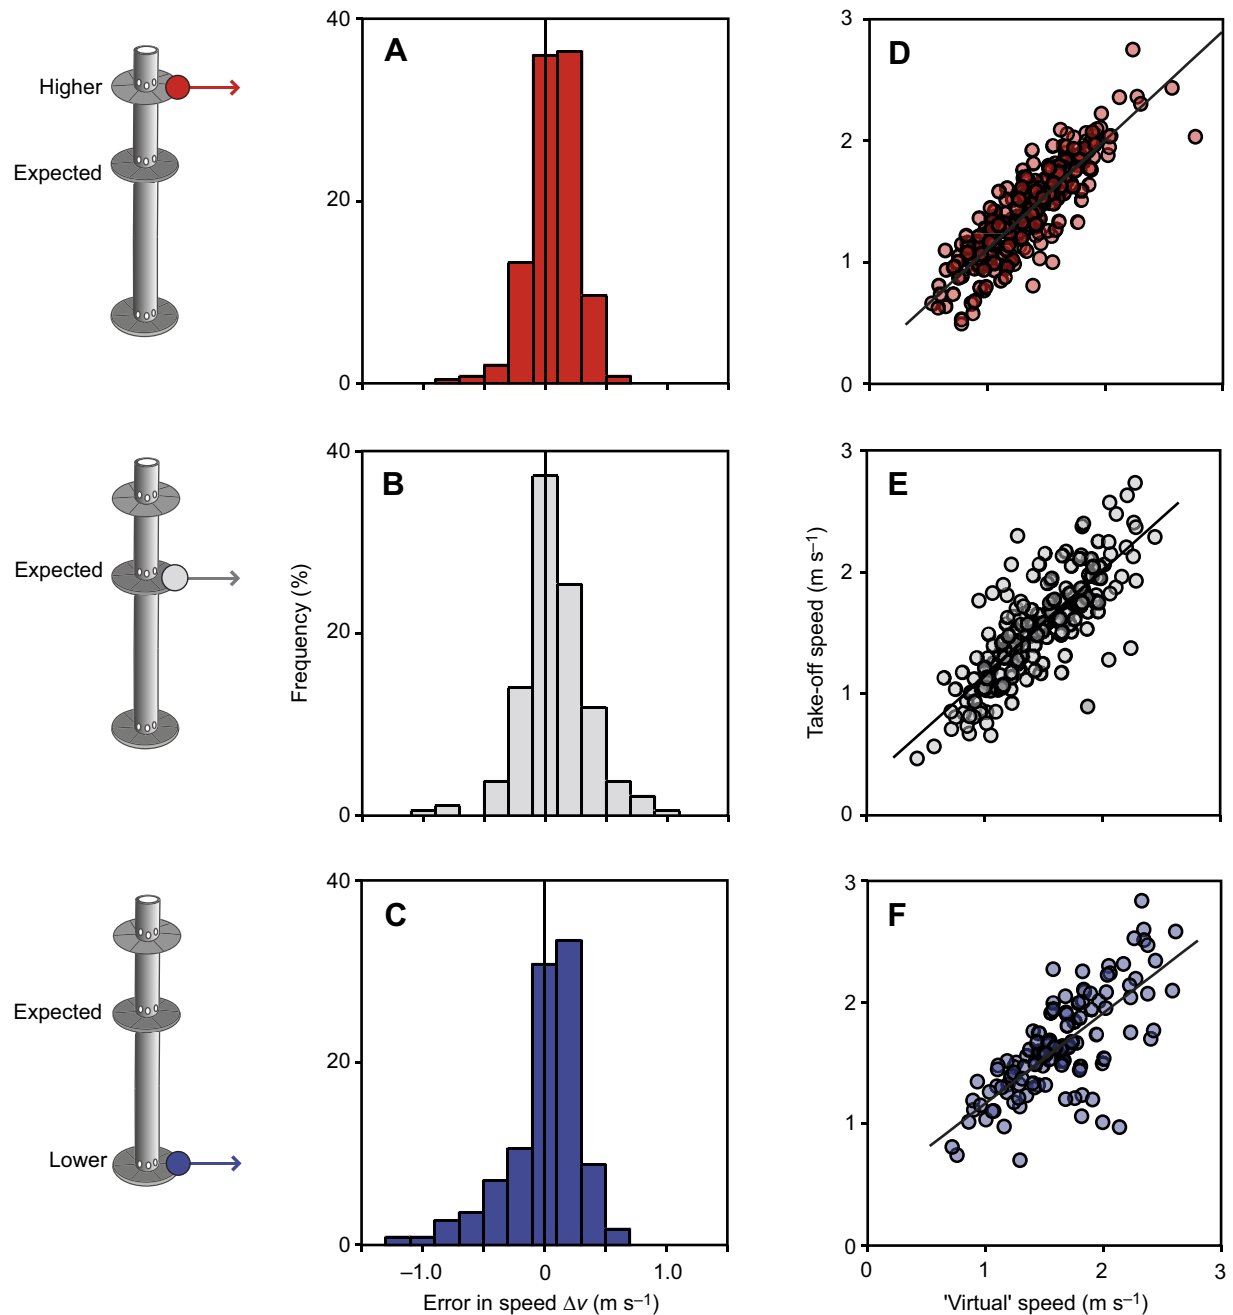 Higher
Expected
A
40
20
0
D
3
2
1
0
Expected
B
40
20
0
Frequency (%)
E
3
2
1
0
Take-off speed (m s⁻¹)
Expected
Lower
C
40
20
0
–1.0 0 1.0
Error in speed Δv (m s⁻¹)
F
3
2
1
0
0 1 2 3
'Virtual' speed (m s⁻¹)